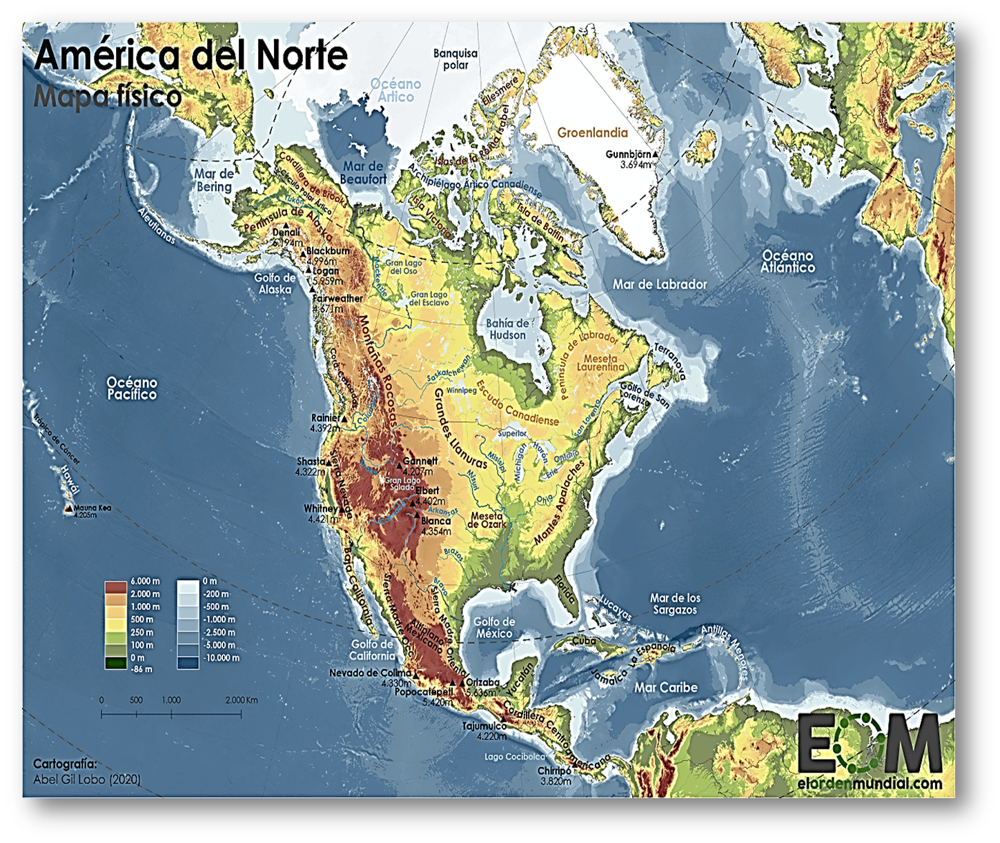 América del Norte
Mapa físico
Banquisa
polar
Océano
Ártico
Ellesmere
Islas de la Reina Isabel
Groenlandia
Gunnbjörn
3.694m
Mar de
Bering
Mar de
Beaufort
Cordillera de Brooks
Círculo Polar Ártico
Yukón
Archipiélago Ártico Canadiense
Isla Victoria
Isla de Baffin
Península de Alaska
Aleutianas
Denali
6.194m
Blackburn
4.996m
Logan
5.959m
Fairweather
4.671m
Golfo de
Alaska
Mackenzie
Gran Lago
del Oso
Gran Lago
del Esclavo
Océano
Atlántico
Mar de Labrador
Bahía de
Hudson
Península de Labrador
Meseta
Laurentina
Terranova
Golfo de San
Lorenzo
San Lorenzo
Montañas Rocosas
Saskatchewan
Winnipeg
Escudo Canadiense
Grandes Llanuras
Océano
Pacífico
Columbia
Rainier
4.392m
Superior
Michigan
Hurón
Ontario
Erie
Misisipi
Misuri
Ohio
Montes Apalaches
Shasta
4.322m
Sierra Nevada
Gannett
4.207m
Gran Lago
Salado
Elbert
4.402m
Whitney
4.421m
Colorado
Arkansas
Blanca
4.354m
Meseta
de Ozark
Trópico de Cáncer
Hawái
Mauna Kea
4.205m
Baja California
Brazos
Bravo
Sierra Madre Occ.
Sierra Madre Oriental
Altiplano
Mexicano
Florida
Lucayas
Mar de los
Sargazos
Golfo de
México
Golfo de
California
Cuba
La Española
Jamaica
Antillas Menores
Mar Caribe
Yucatán
Nevado de Colima
4.330m
Popocatépetl
5.420m
Orizaba
5.636m
Cordillera Centroamericana
Tajumulco
4.220m
Lago Cocibolca
Chirripó
3.820m
6.000 m
2.000 m
1.000 m
500 m
250 m
100 m
0 m
-86 m
0 m
-200 m
-500 m
-1.000 m
-2.500 m
-5.000 m
-10.000 m
0 500 1.000 2.000 Km
Cartografía:
Abel Gil Lobo (2020)
EOM
elordenmundial.com